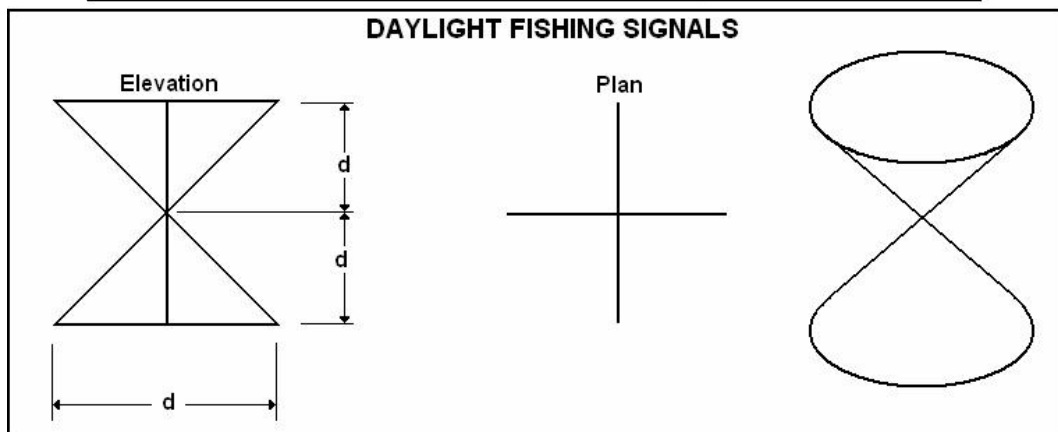 DAYLIGHT FISHING SIGNALS
Elevation
Plan
d
d
d